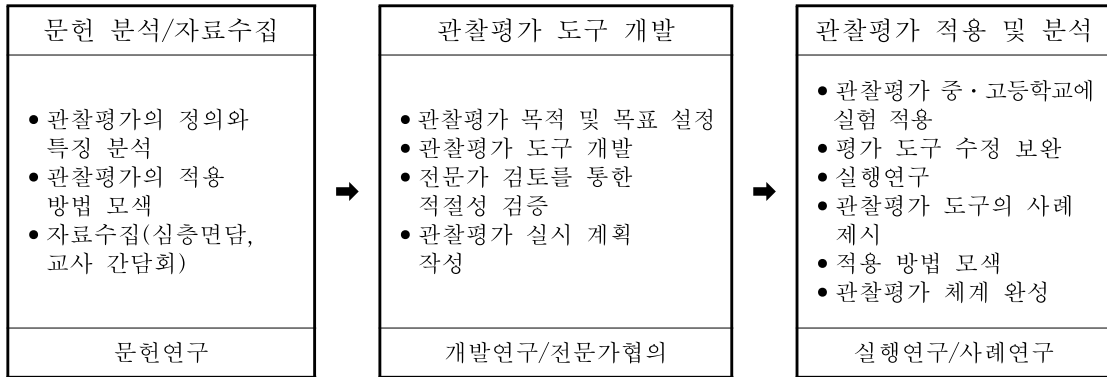 문헌 분석/자료수집
● 관찰평가의 정의와
특징 분석
● 관찰평가의 적용
방법 모색
● 자료수집(심층면담,
교사 간담회)
문헌연구
➡
관찰평가 도구 개발
● 관찰평가 목적 및 목표 설정
● 관찰평가 도구 개발
● 전문가 검토를 통한
적절성 검증
● 관찰평가 실시 계획
작성
개발연구/전문가협의
➡
관찰평가 적용 및 분석
● 관찰평가 중・고등학교에
실험 적용
● 평가 도구 수정 보완
● 실행연구
● 관찰평가 도구의 사례
제시
● 적용 방법 모색
● 관찰평가 체계 완성
실행연구/사례연구